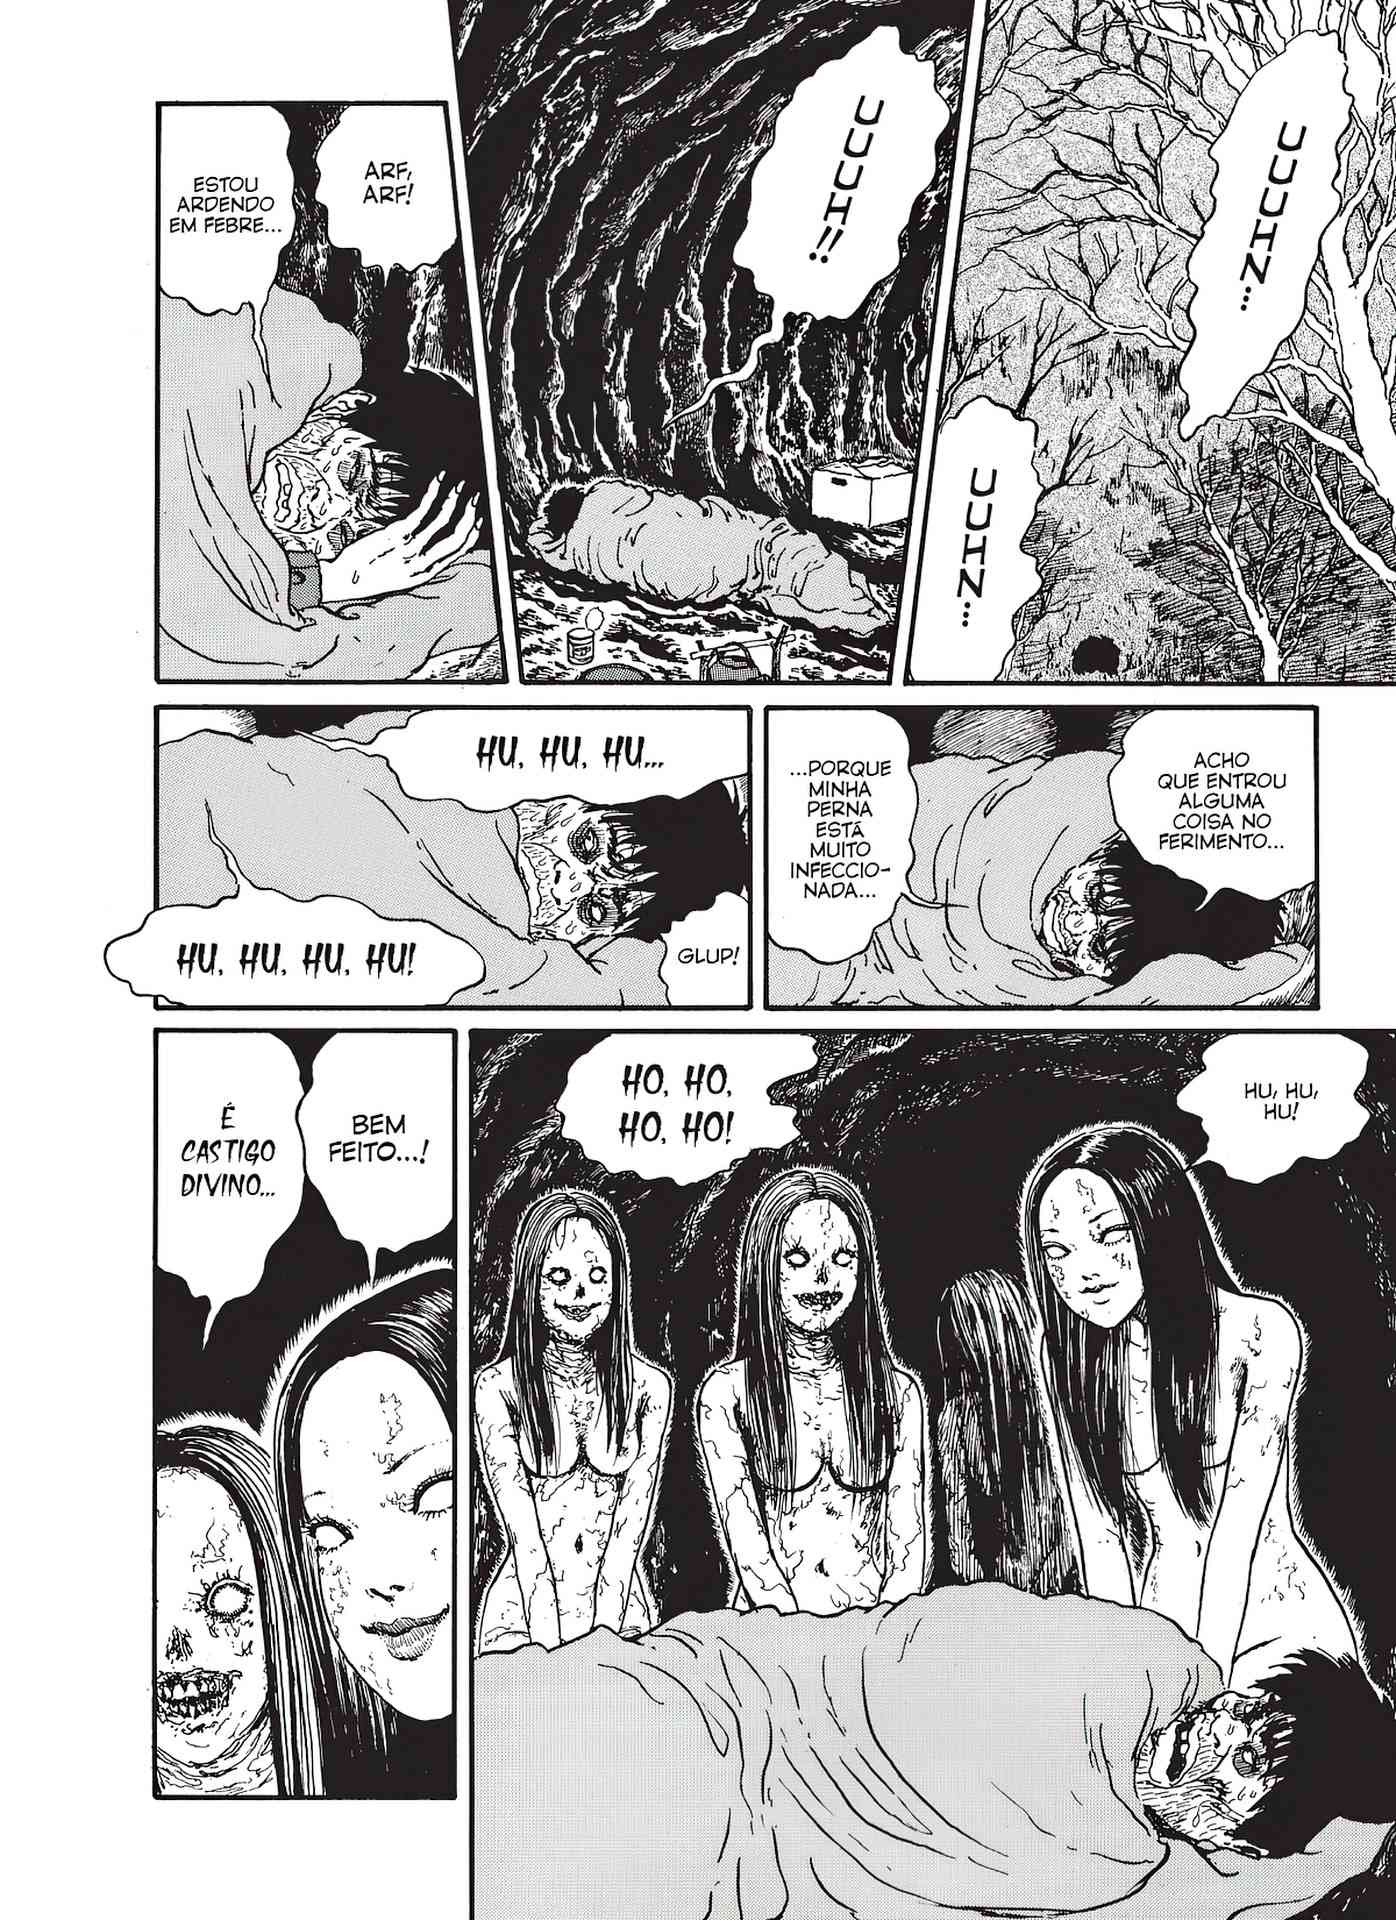 UUUHN...
UUHN...
UUUH!!
ARF,
ARF!
ESTOU
ARDENDO
EM FEBRE...
ACHO
QUE ENTROU
ALGUMA
COISA NO
FERIMENTO...
...PORQUE
MINHA
PERNA
ESTÁ
MUITO
INFECCIO-
NADA...
HU, HU, HU...
GLUP!
HU, HU, HU, HU!
HU, HU,
HU!
HO, HO,
HO, HO!
BEM
FEITO...!
É
CASTIGO
DIVINO...